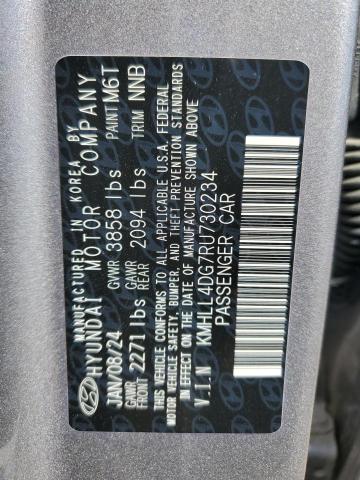 MANUFACTURED IN KOREA BY
HYUNDAI MOTOR COMPANY
JAN/08/24 GVWR 3858 lbs PAINT M6T
GAWR FRONT 2271 lbs GAWR REAR 2094 lbs TRIM NNB
THIS VEHICLE CONFORMS TO ALL APPLICABLE U.S.A. FEDERAL
MOTOR VEHICLE SAFETY, BUMPER, AND THEFT PREVENTION STANDARDS
IN EFFECT ON THE DATE OF MANUFACTURE SHOWN ABOVE
V.I.N KMHLL4DG7RU730234
PASSENGER CAR